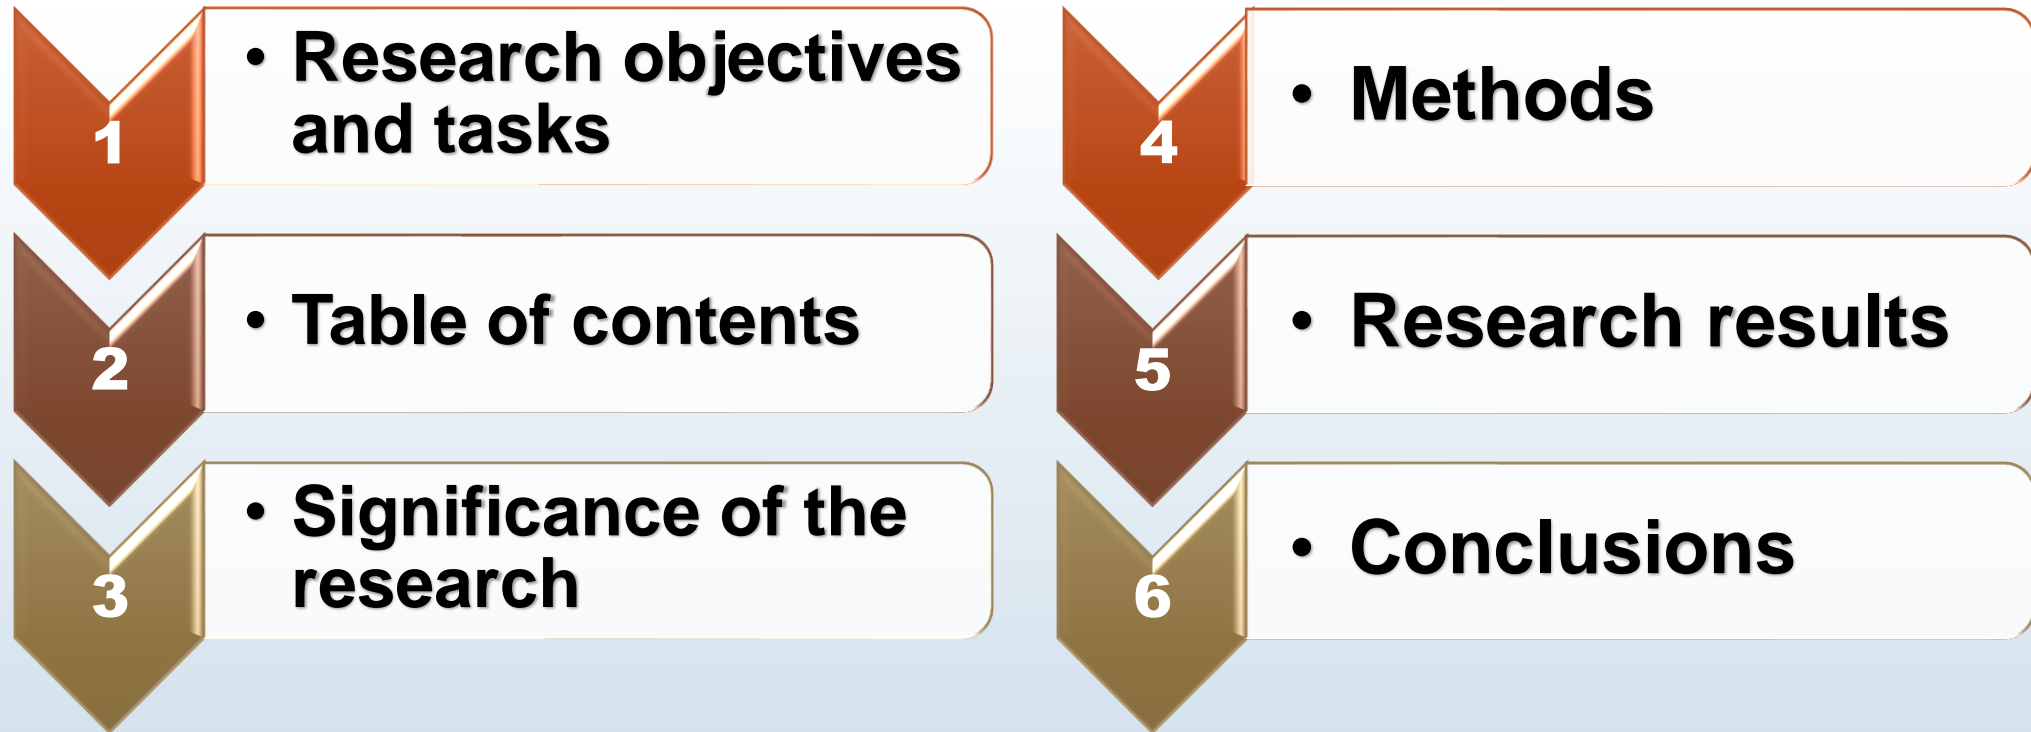 1
• Research objectives
and tasks
2
• Table of contents
3
• Significance of the
research
4
• Methods
5
• Research results
6
• Conclusions